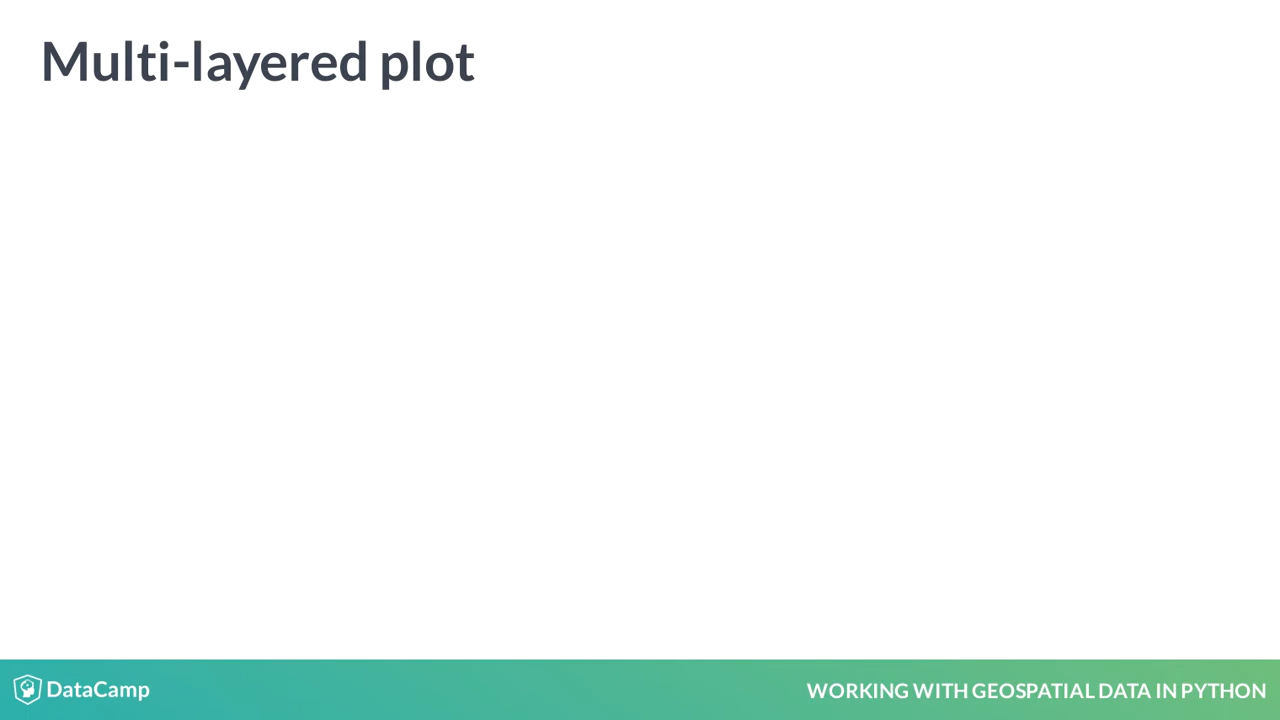 Multi-layered plot
DataCamp
WORKING WITH GEOSPATIAL DATA IN PYTHON